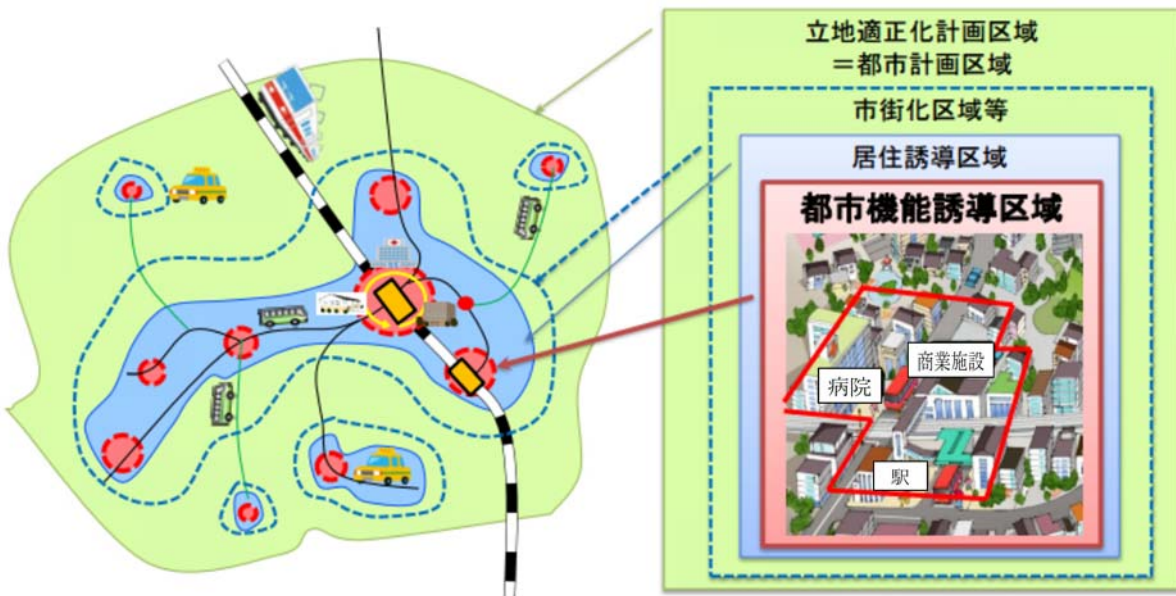 立地適正化計画区域
＝都市計画区域
市街化区域等
居住誘導区域
都市機能誘導区域
商業施設
病院
駅